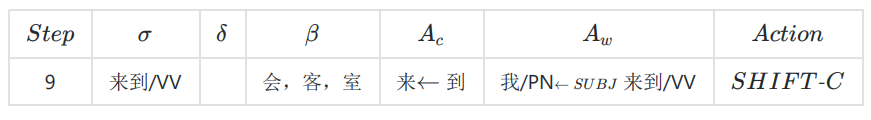 Step σ δ β A_c A_w Action
9 来到/VV 会，客，室 来← 到 我/PN← SUBJ 来到/VV SHIFT-C